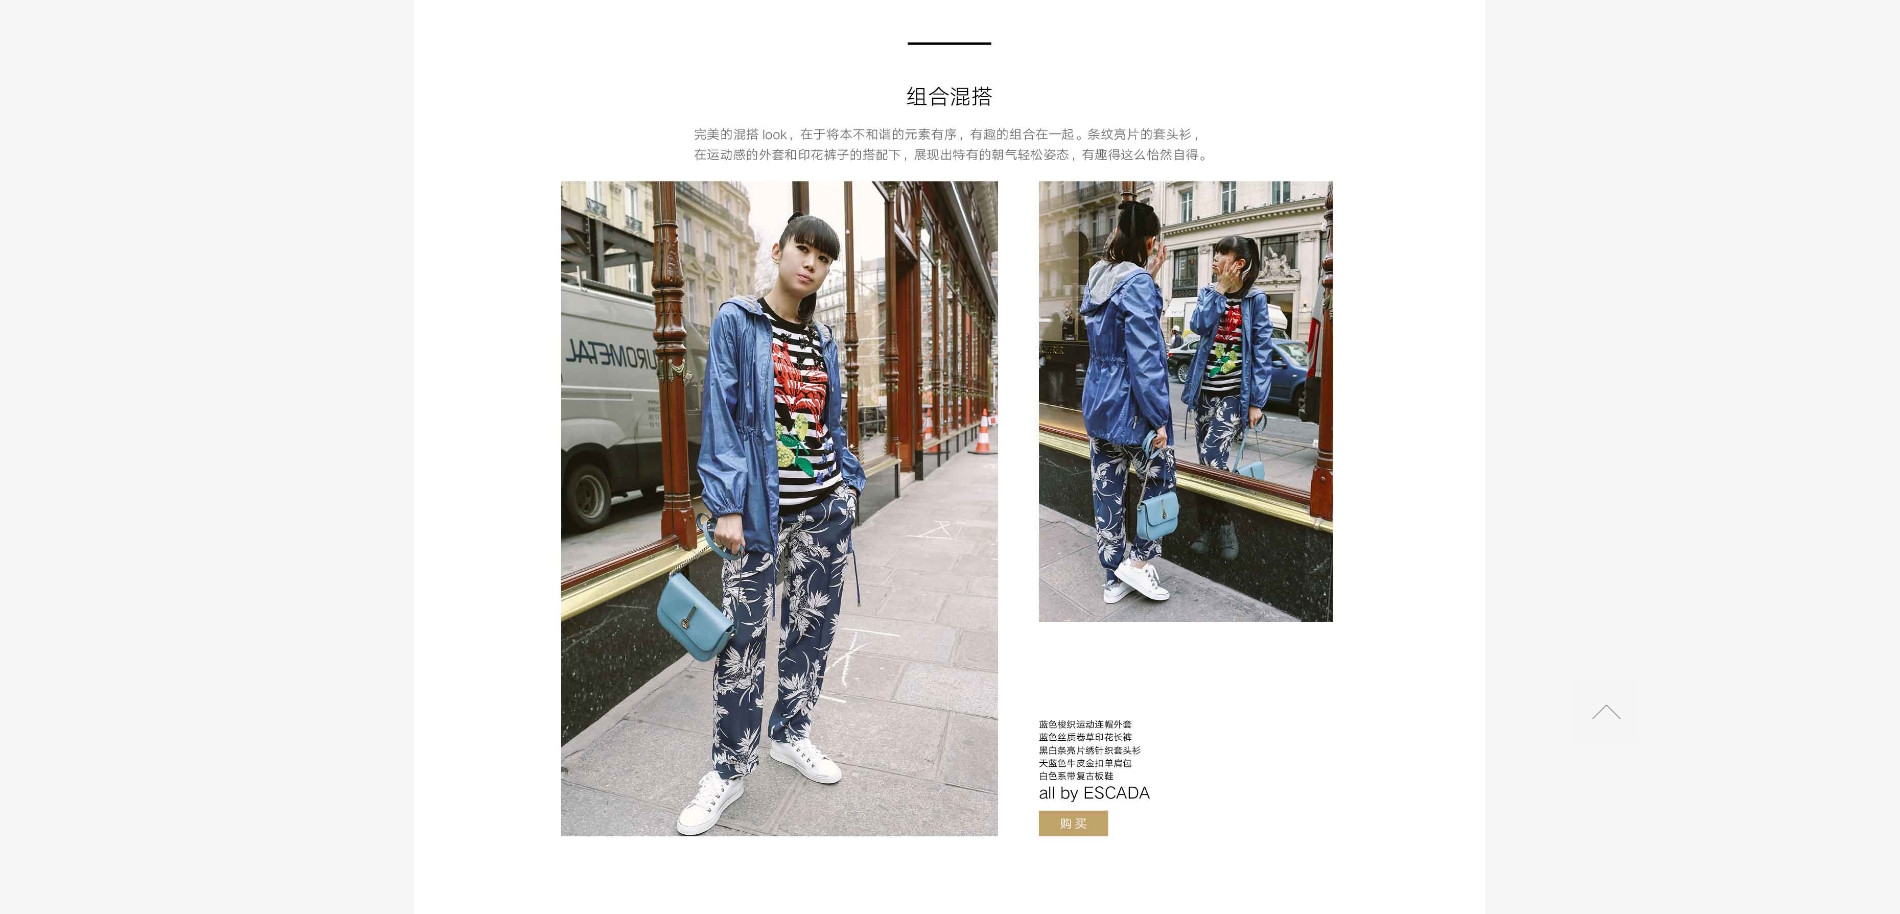 组合混搭
完美的混搭 look，在于将本不和谐的元素有序，有趣的组合在一起。条纹亮片的套头衫，
在运动感的外套和印花裤子的搭配下，展现出特有的朝气轻松姿态，有趣得这么怡然自得。
蓝色梭织运动连帽外套
蓝色丝质卷草印花长裤
黑白条亮片绣针织套头衫
天蓝色牛皮金扣单肩包
白色系带复古板鞋
all by ESCADA
购买